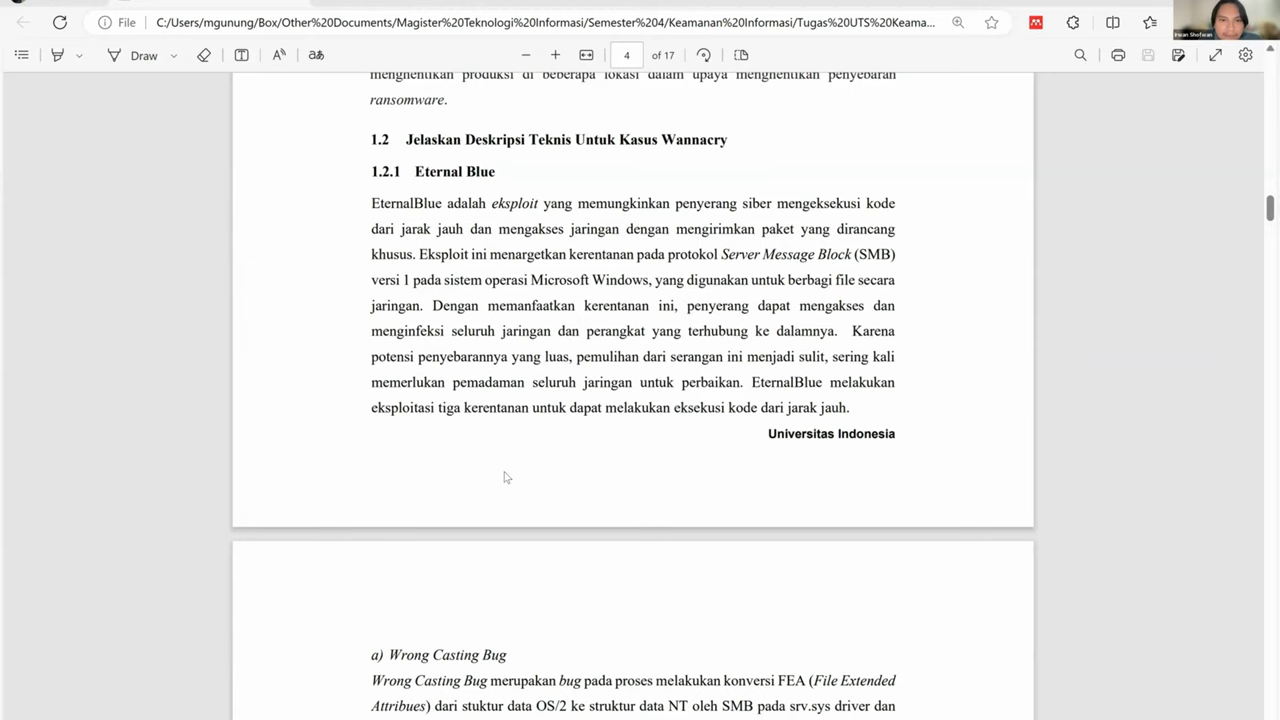 File
C:/Users/mgunung/Box/Other%20Documents/Magister%20Teknologi%20Informasi/Semester%204/Keamanan%20Informasi/Tugas%20UTS%20Keama...
Irwan Shofwan
Draw
aあ
4 of 17
menghentikan produksi di beberapa lokasi dalam upaya menghentikan penyebaran
ransomware.
1.2 Jelaskan Deskripsi Teknis Untuk Kasus Wannacry
1.2.1 Eternal Blue
EternalBlue adalah eksploit yang memungkinkan penyerang siber mengeksekusi kode
dari jarak jauh dan mengakses jaringan dengan mengirimkan paket yang dirancang
khusus. Eksploit ini menargetkan kerentanan pada protokol Server Message Block (SMB)
versi 1 pada sistem operasi Microsoft Windows, yang digunakan untuk berbagi file secara
jaringan. Dengan memanfaatkan kerentanan ini, penyerang dapat mengakses dan
menginfeksi seluruh jaringan dan perangkat yang terhubung ke dalamnya. Karena
potensi penyebarannya yang luas, pemulihan dari serangan ini menjadi sulit, sering kali
memerlukan pemadaman seluruh jaringan untuk perbaikan. EternalBlue melakukan
eksploitasi tiga kerentanan untuk dapat melakukan eksekusi kode dari jarak jauh.
Universitas Indonesia
a) Wrong Casting Bug
Wrong Casting Bug merupakan bug pada proses melakukan konversi FEA (File Extended
Attribues) dari stuktur data OS/2 ke struktur data NT oleh SMB pada srv.sys driver dan